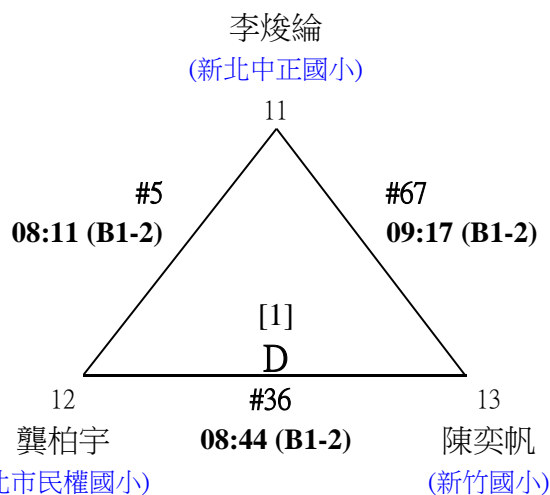 李焌綸
(新北中正國小)
11
#5
08:11 (B1-2)
#67
09:17 (B1-2)
[1]
D
12
#36
13
龔柏宇
08:44 (B1-2)
陳奕帆
北市民權國小)
(新竹國小)